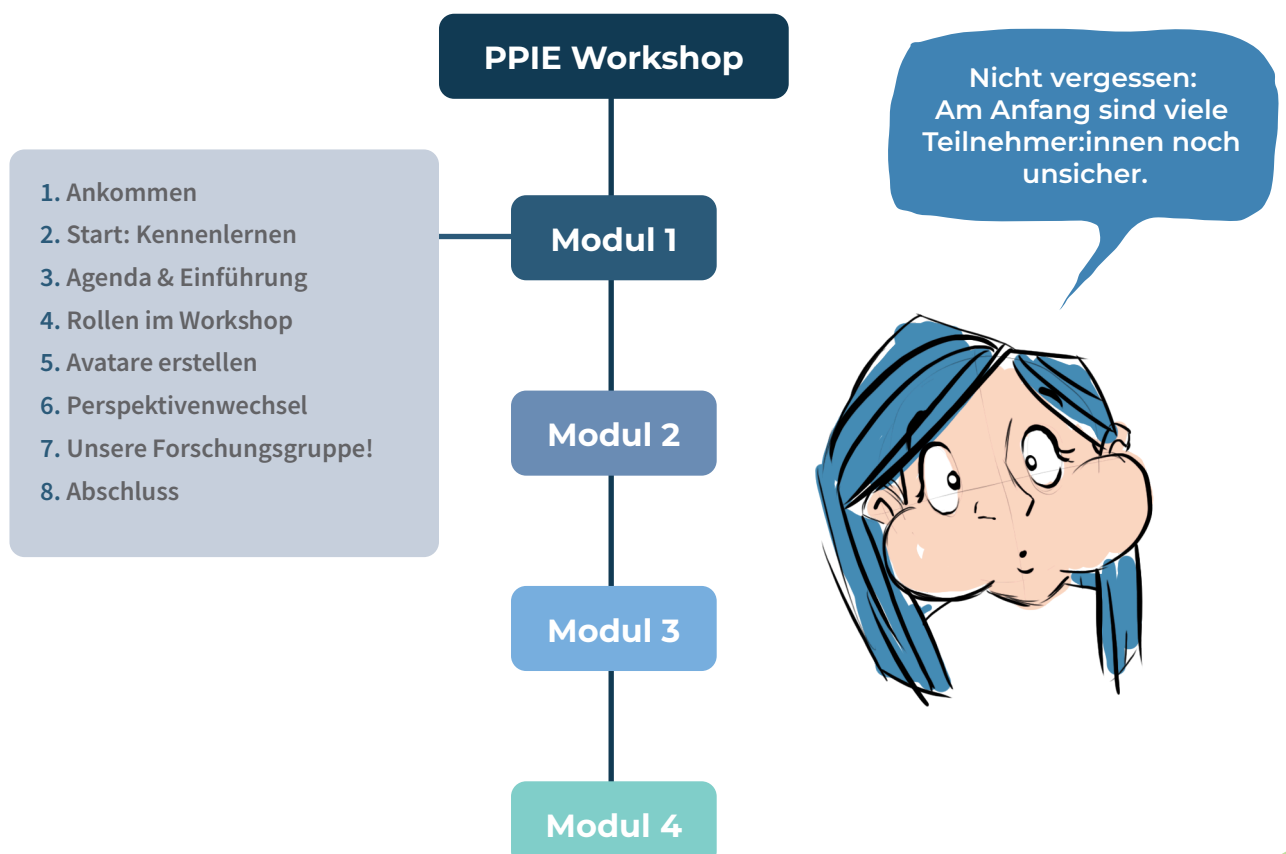 PPIE Workshop
Nicht vergessen:
Am Anfang sind viele
Teilnehmer:innen noch
unsicher.
1. Ankommen
2. Start: Kennenlernen
3. Agenda & Einführung
4. Rollen im Workshop
5. Avatare erstellen
6. Perspektivenwechsel
7. Unsere Forschungsgruppe!
8. Abschluss
Modul 1
Modul 2
Modul 3
Modul 4